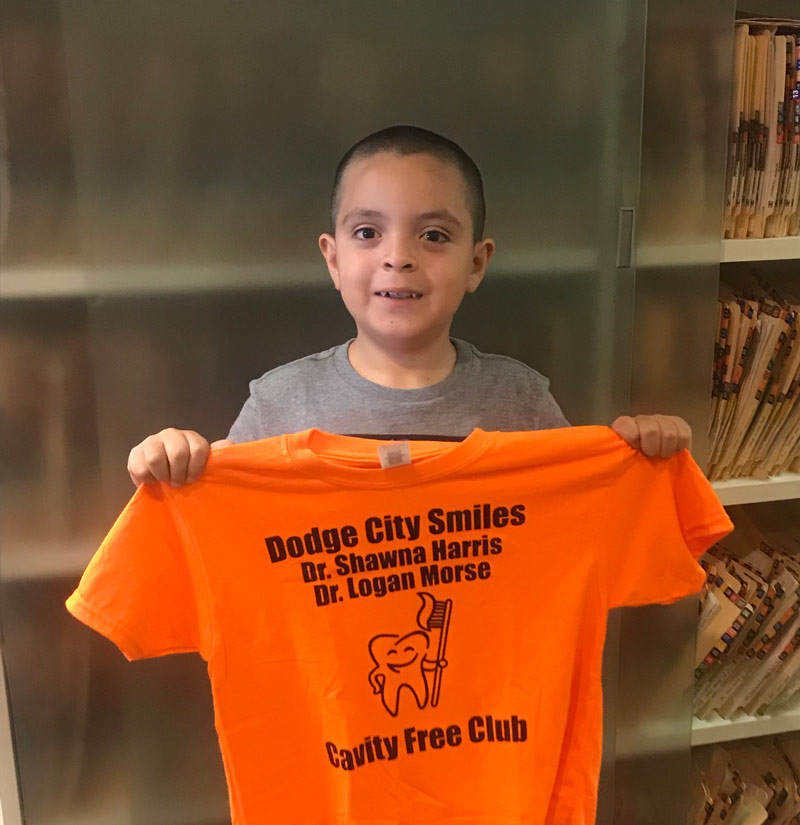 Dodge City Smiles
Dr. Shawna Harris
Dr. Logan Morse
Cavity Free Club